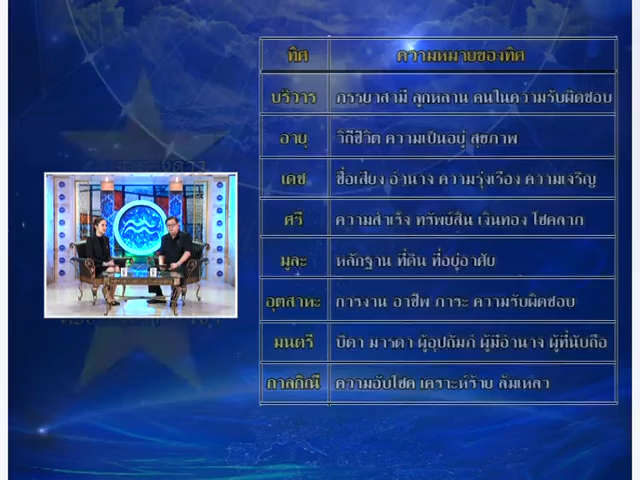 ทิศ ความหมายของทิศ
บริวาร ภรรยาสามี ลูกหลาน คนในความรับผิดชอบ
อายุ วิถีชีวิต ความเป็นอยู่ สุขภาพ
เดช ชื่อเสียง อำนาจ ความรุ่งเรือง ความเจริญ
ศรี ความสำเร็จ ทรัพย์สิน เงินทอง โชคลาภ
มูละ หลักฐาน ที่ดิน ที่อยู่อาศัย
อุตสาหะ การงาน อาชีพ ภาระ ความรับผิดชอบ
มนตรี บิดา มารดา ผู้อุปถัมภ์ ผู้มีอำนาจ ผู้ที่นับถือ
กาลกิณี ความอับโชค เคราะห์ร้าย ล้มเหลว